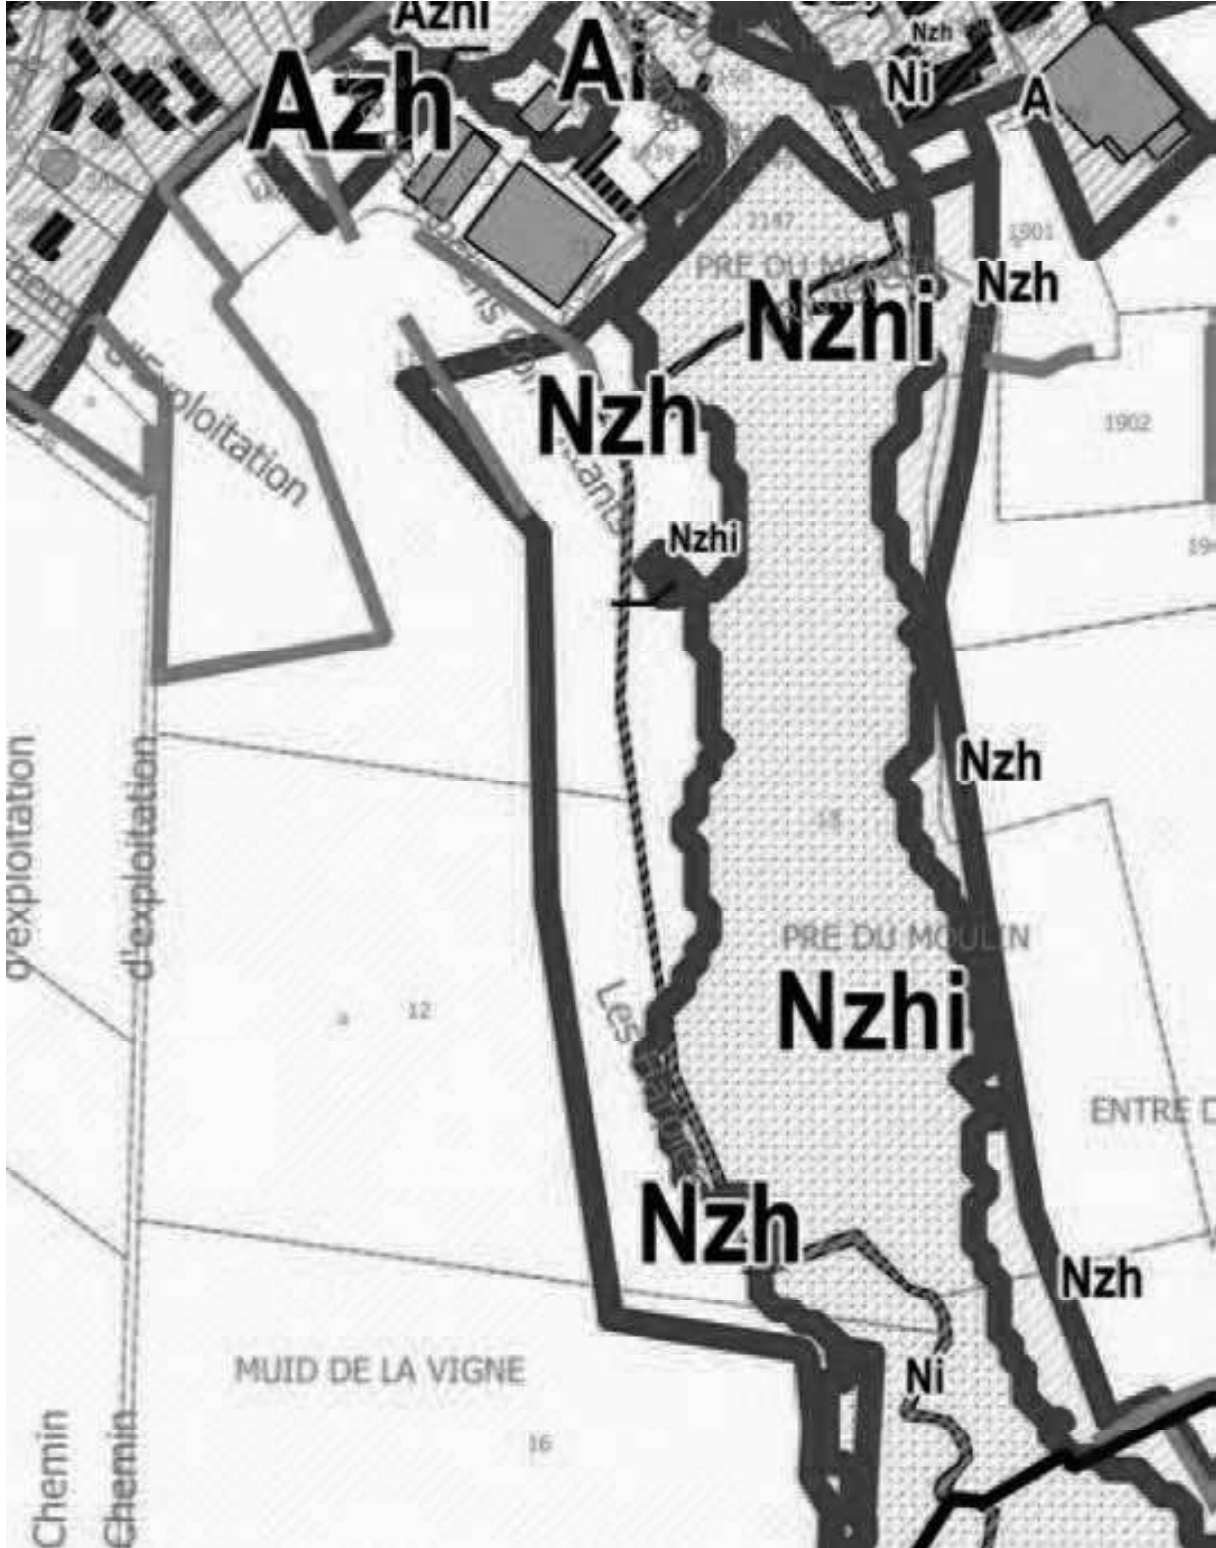 Azhi
Azh
Ai
Nzh
Ni
A
2147
1901
PRE DU MOULIN
Nzh
Nzhi
1902
d'Exploitation
Nzh
Nzhi
Nzh
d'exploitation
d'exploitation
PRE DU MOULIN
Nzhi
12
Les
ENTRE D
Nzh
Nzh
MUID DE LA VIGNE
Ni
16
Chemin
Chemin